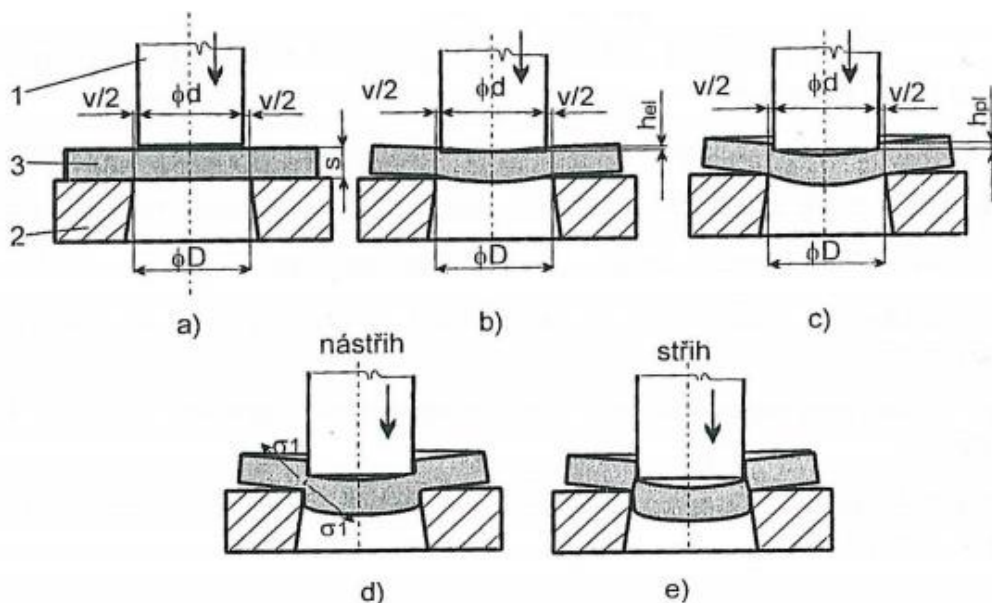 1
3
2
v/2
ϕd
v/2
s
ϕD
a)
v/2
ϕd
v/2
hel
ϕD
b)
v/2
ϕd
v/2
hpl
ϕD
c)
nástřih
σ1
σ1
d)
střih
e)